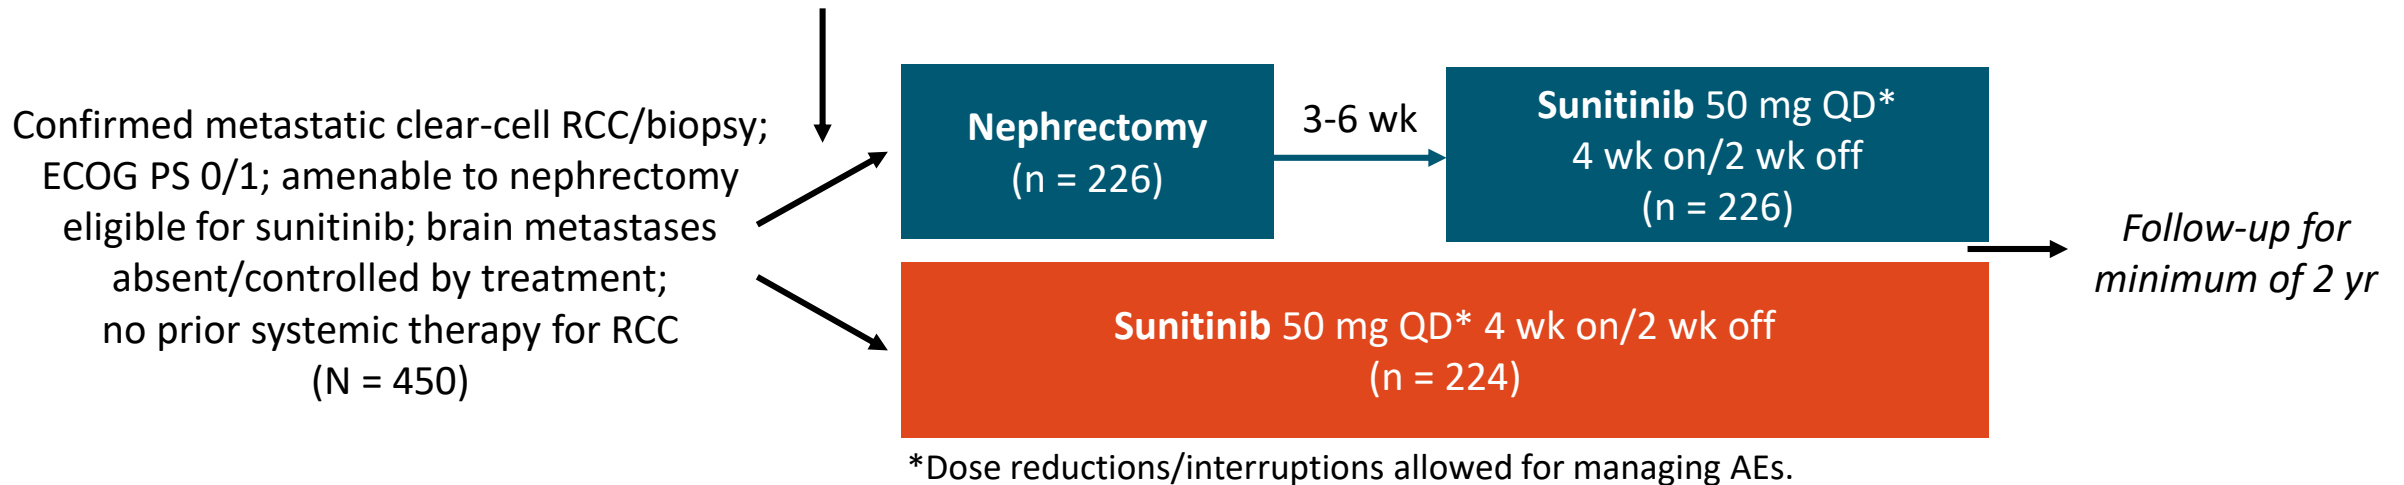 Confirmed metastatic clear-cell RCC/biopsy;
ECOG PS 0/1; amenable to nephrectomy
eligible for sunitinib; brain metastases
absent/controlled by treatment;
no prior systemic therapy for RCC
(N = 450)
Nephrectomy
(n = 226)
3-6 wk
Sunitinib 50 mg QD*
4 wk on/2 wk off
(n = 226)
Sunitinib 50 mg QD* 4 wk on/2 wk off
(n = 224)
Follow-up for
minimum of 2 yr
*Dose reductions/interruptions allowed for managing AEs.